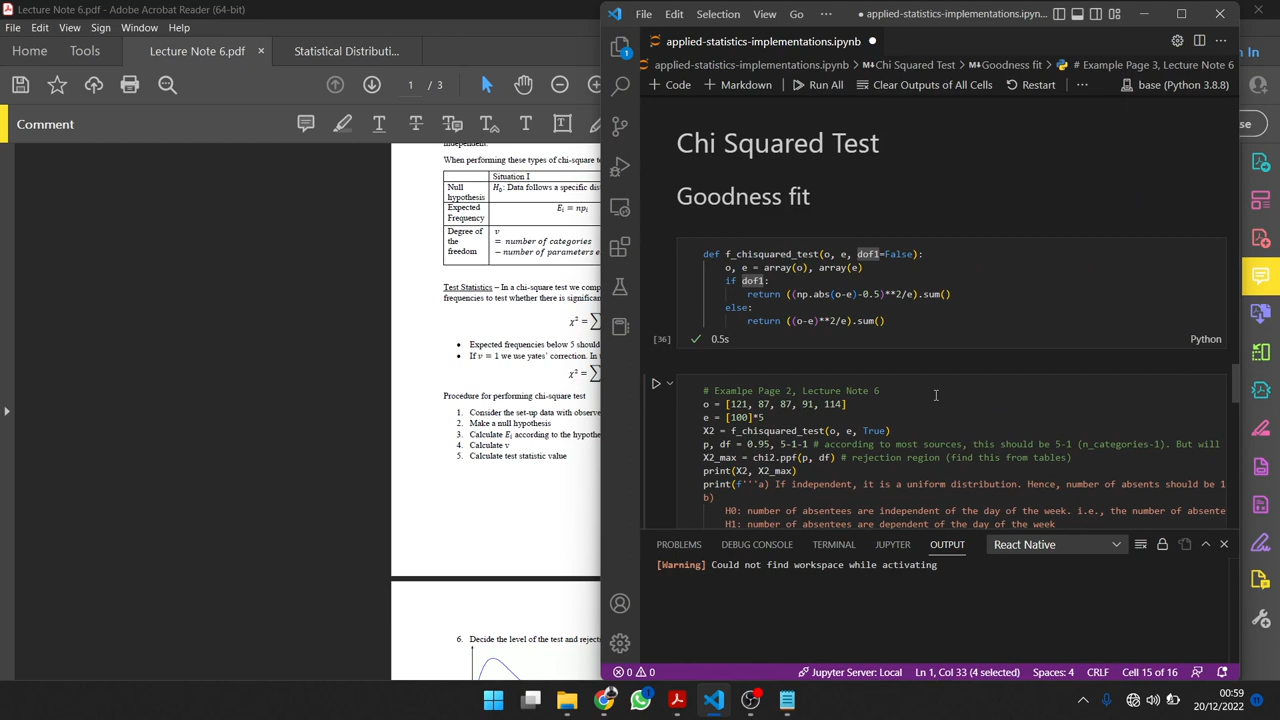 Lecture Note 6.pdf - Adobe Acrobat Reader (64-bit)
File Edit View Sign Window Help
Home Tools Lecture Note 6.pdf × Statistical Distributi...
1 / 3
Comment
independent.
When performing these types of chi-square te
Situation I
Null hypothesis
H0: Data follows a specific dis
Expected Frequency
Ei = npi
Degree of the freedom
v
= number of categories
− number of parameters e
Test Statistics – In a chi-square test we comp
frequencies to test whether there is significan
χ² = ∑
• Expected frequencies below 5 shoul
• If v = 1 we use yates' correction. In t
χ² = ∑
Procedure for performing chi-square test
1. Consider the set-up data with observe
2. Make a null hypothesis
3. Calculate Ei according to the hypothe
4. Calculate v
5. Calculate test statistic value
6. Decide the level of the test and reject
File Edit Selection View Go ··· ● applied-statistics-implementations.ipyn...
applied-statistics-implementations.ipynb ●
applied-statistics-implementations.ipynb > M↓ Chi Squared Test > M↓ Goodness fit > # Example Page 3, Lecture Note 6
+ Code + Markdown Run All Clear Outputs of All Cells Restart ··· base (Python 3.8.8)
Chi Squared Test
Goodness fit
def f_chisquared_test(o, e, dof1=False):
o, e = array(o), array(e)
if dof1:
return ((np.abs(o-e)-0.5)**2/e).sum()
else:
return ((o-e)**2/e).sum()
[36] ✓ 0.5s Python
# Examlpe Page 2, Lecture Note 6
o = [121, 87, 87, 91, 114]
e = [100]*5
X2 = f_chisquared_test(o, e, True)
p, df = 0.95, 5-1-1 # according to most sources, this should be 5-1 (n_categories-1). But will
X2_max = chi2.ppf(p, df) # rejection region (find this from tables)
print(X2, X2_max)
print(f'''a) If independent, it is a uniform distribution. Hence, number of absents should be 1
b)
H0: number of absentees are independent of the day of the week. i.e., the number of absente
H1: number of absentees are dependent of the day of the week
PROBLEMS DEBUG CONSOLE TERMINAL JUPYTER OUTPUT React Native
[Warning] Could not find workspace while activating
0 0 Jupyter Server: Local Ln 1, Col 33 (4 selected) Spaces: 4 CRLF Cell 15 of 16
00:59
20/12/2022